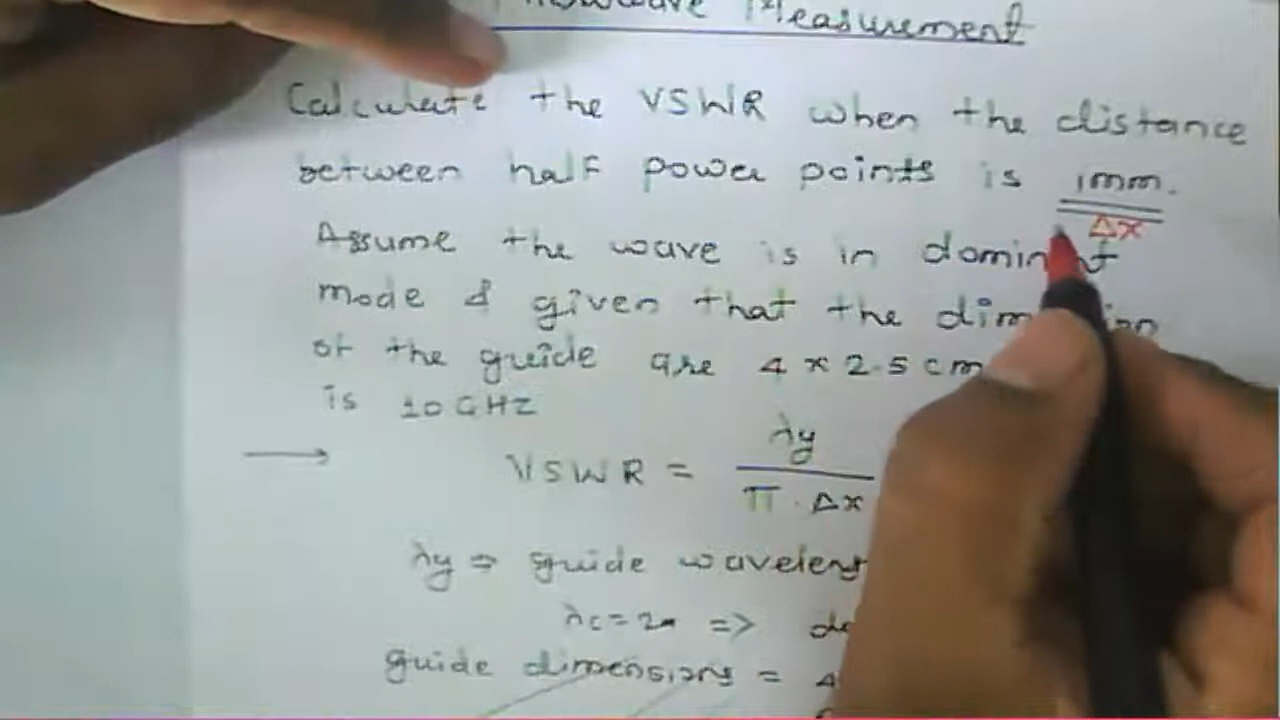 Measurement
Calculate the VSWR when the distance
between half power points is 1mm.
Δx
Assume the wave is in
mode & given that the
of the guide are 4 x 2.5 cm
is 10 GHz
→ VSWR = λg / π . Δx
λg ⇒ guide
λc = 2a =>
guide dimensions = 4